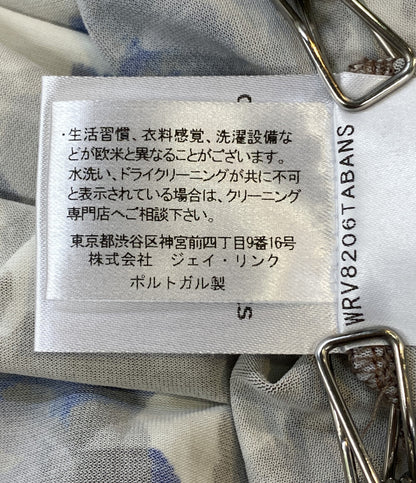 ・生活習慣、衣料感覚、洗濯設備な
どが欧米と異なることがございます。
水洗い、ドライクリーニングが共に不可
と表示されている場合は、クリーニング
専門店へご相談下さい。
東京都渋谷区神宮前四丁目9番16号
株式会社 ジェイ・リンク
ポルトガル製
WRV8206TABANS